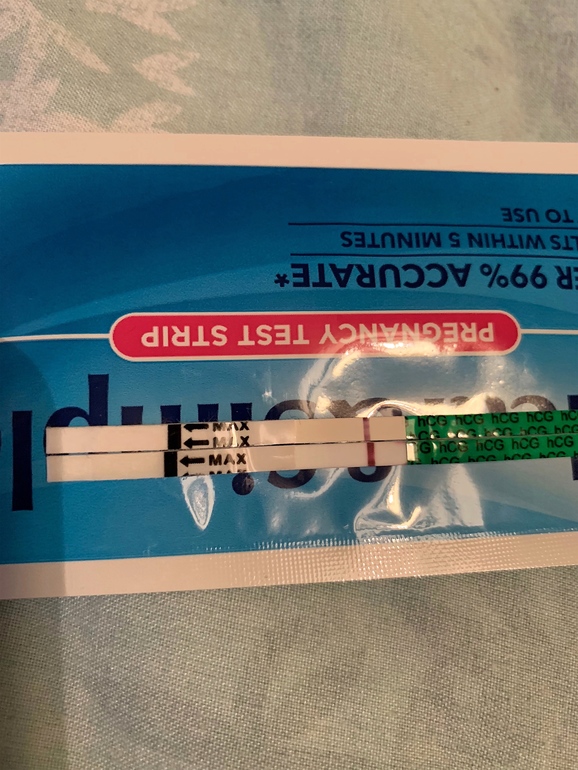 PREGNANCY TEST STRIP
ER 99% ACCURATE*
LTS WITHIN 5 MINUTES
TO USE
MAX
MAX
MAX
hCG hCG hCG hCG
hCG hCG hCG hCG